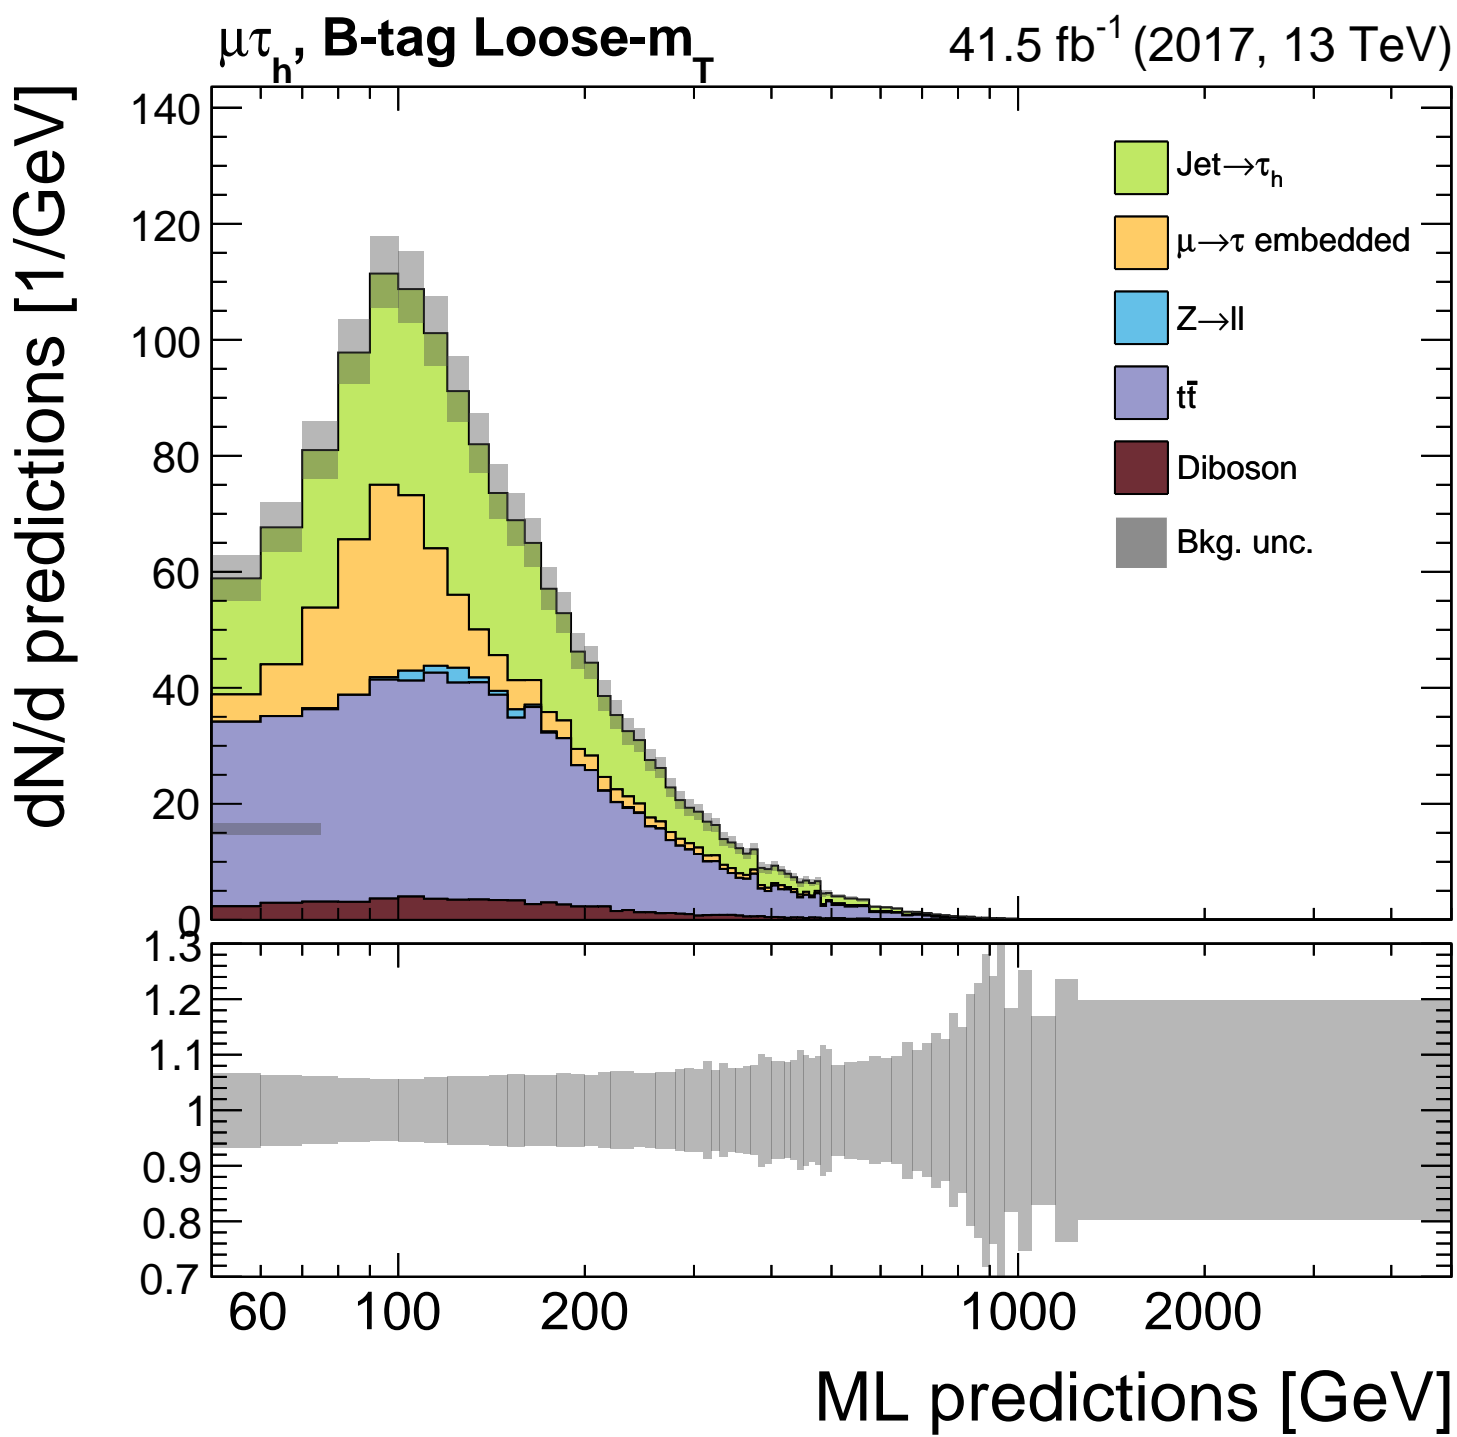 μτh, B-tag Loose-mT
41.5 fb-1 (2017, 13 TeV)
dN/d predictions [1/GeV]
140
120
100
80
60
40
20
0
Jet→τh
μ→τ embedded
Z→ll
tt̄
Diboson
Bkg. unc.
1.3
1.2
1.1
1
0.9
0.8
0.7
60 100 200 1000 2000
ML predictions [GeV]